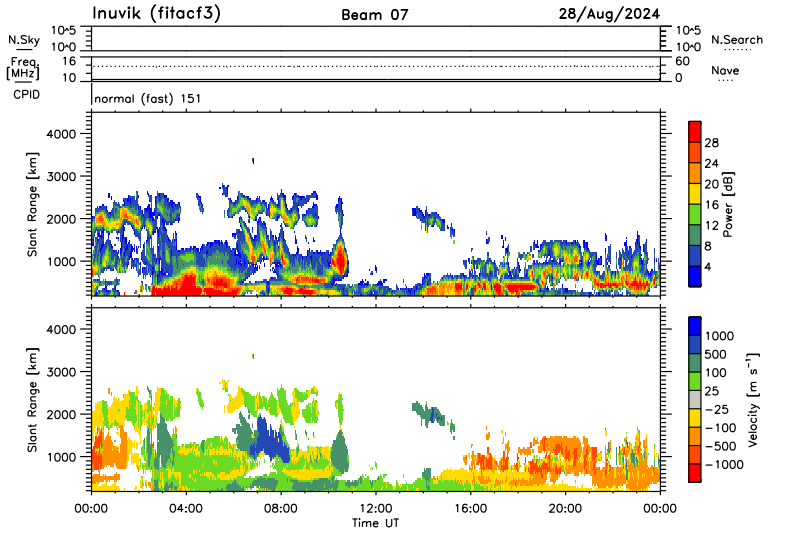 Inuvik (fitacf3) Beam 07 28/Aug/2024
N.Sky 10^5 10^0 10^5 10^0 N.Search
Freq. [MHz] 16 10 60 0 Nave
CPID normal (fast) 151
Slant Range [km]
4000
3000
2000
1000
Power [dB]
28
24
20
16
12
8
4
Slant Range [km]
4000
3000
2000
1000
Velocity [m s⁻¹]
1000
500
100
25
−25
−100
−500
−1000
00:00 04:00 08:00 12:00 16:00 20:00 00:00
Time UT